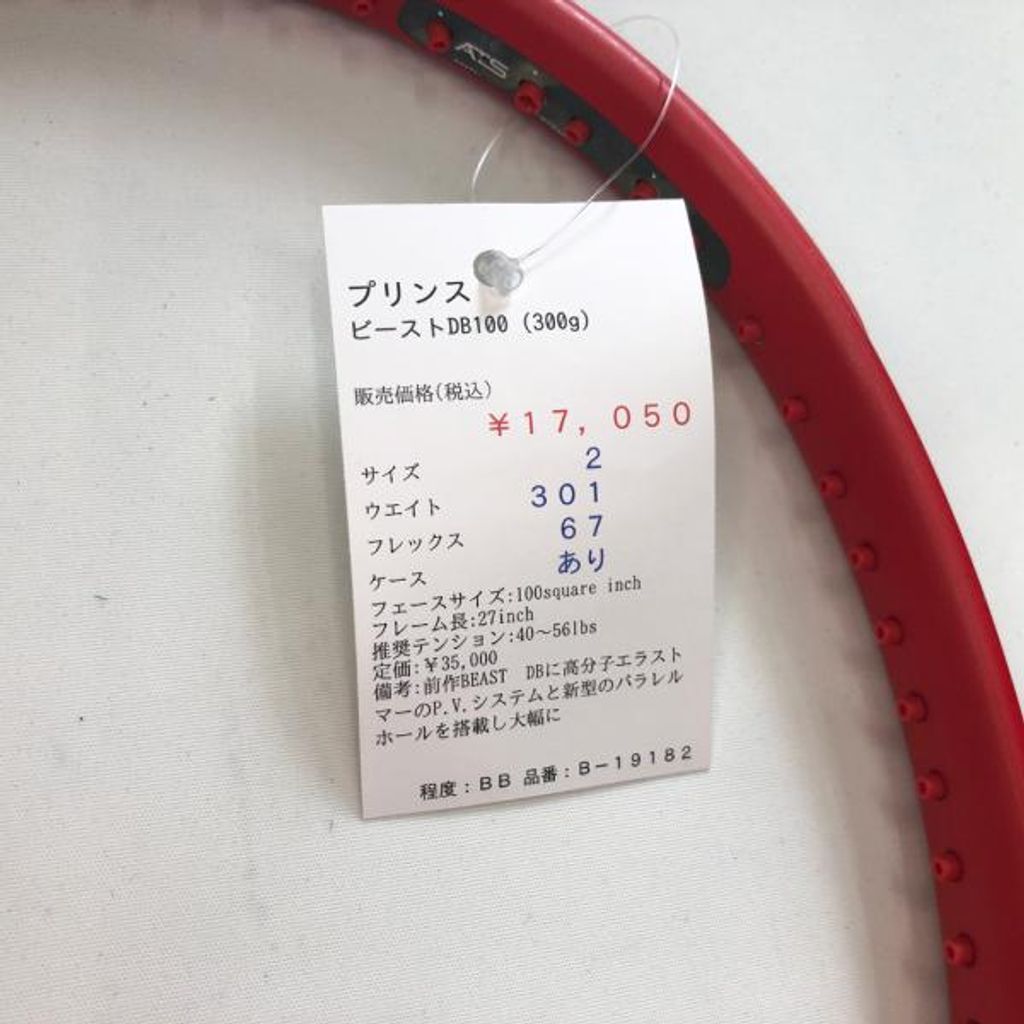 ATS
プリンス
ビーストDB100 (300g)
販売価格(税込)
¥17,050
サイズ 2
ウエイト 301
フレックス 67
ケース あり
フェースサイズ:100square inch
フレーム長:27inch
推奨テンション:40～56lbs
定価:¥35,000
備考:前作BEAST DBに高分子エラスト
マーのP.V.システムと新型のパラレル
ホールを搭載し大幅に
程度:BB 品番:B-19182